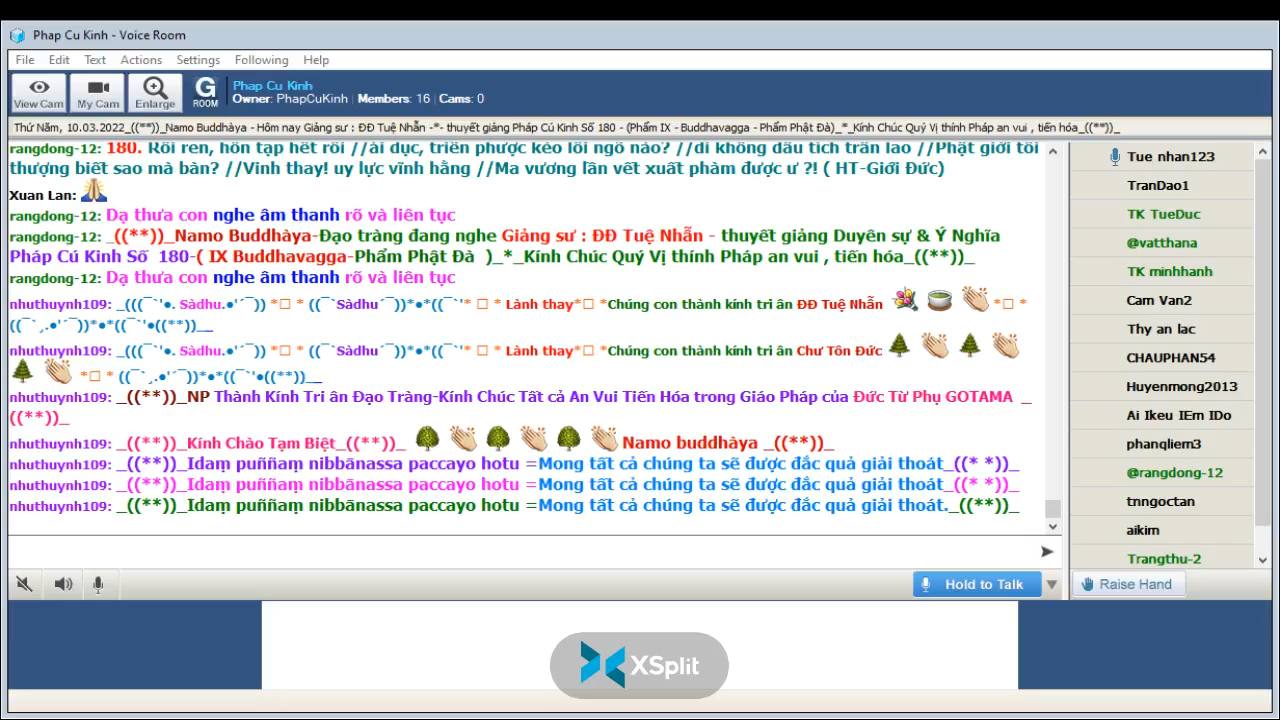 Phap Cu Kinh - Voice Room
File Edit Text Actions Settings Following Help
View Cam My Cam Enlarge G ROOM
Phap Cu Kinh
Owner: PhapCuKinh | Members: 16 | Cams: 0
Thứ Năm, 10.03.2022_((**))_Namo Buddhàya - Hôm nay Giảng sư : ĐĐ Tuệ Nhẫn -*- thuyết giảng Pháp Cú Kinh Số 180 - (Phẩm IX - Buddhavagga - Phẩm Phật Đà)_*_Kính Chúc Quý Vị thính Pháp an vui , tiến hóa_((**))_
rangdong-12: 180. Rối ren, hỗn tạp hết rồi //ái dục, triền phược kéo lôi ngõ nào? //đi không dấu tích trần lao //Phật giới tối
thượng biết sao mà bàn? //Vinh thay! uy lực vĩnh hằng //Ma vương lần vết xuất phàm được ư ?! ( HT-Giới Đức)
Xuan Lan: 🙏
rangdong-12: Dạ thưa con nghe âm thanh rõ và liên tục
rangdong-12: _((**))_Namo Buddhàya-Đạo tràng đang nghe Giảng sư : ĐĐ Tuệ Nhẫn - thuyết giảng Duyên sự & Ý Nghĩa
Pháp Cú Kinh Số 180-( IX Buddhavagga-Phẩm Phật Đà )_*_Kính Chúc Quý Vị thính Pháp an vui , tiến hóa_((**))_
rangdong-12: Dạ thưa con nghe âm thanh rõ và liên tục
nhuthuynh109: _(((¯`'●. Sàdhu.●'´¯)) *□ * ((¯`Sàdhu´¯))*●*((¯`'* □ * Lành thay*□ *Chúng con thành kính tri ân ĐĐ Tuệ Nhẫn 💐 🍵 👏 *□ *
((¯`¸.●'´¯))*●*((¯`'●((**))__
nhuthuynh109: _(((¯`'●. Sàdhu.●'´¯)) *□ * ((¯`Sàdhu´¯))*●*((¯`'* □ * Lành thay*□ *Chúng con thành kính tri ân Chư Tôn Đức 🌲 👏 🌲 👏
🌲 👏 *□ * ((¯`¸.●'´¯))*●*((¯`'●((**))__
nhuthuynh109: _((**))_NP Thành Kính Tri ân Đạo Tràng-Kính Chúc Tất cả An Vui Tiến Hóa trong Giáo Pháp của Đức Từ Phụ GOTAMA _
((**))_
nhuthuynh109: _((**))_Kính Chào Tạm Biệt_((**))_ 🌳 👏 🌳 👏 🌳 👏 Namo buddhàya _((**))_
nhuthuynh109: _((**))_Idaṃ puññaṃ nibbānassa paccayo hotu =Mong tất cả chúng ta sẽ được đắc quả giải thoát_((* *))_
nhuthuynh109: _((**))_Idaṃ puññaṃ nibbānassa paccayo hotu =Mong tất cả chúng ta sẽ được đắc quả giải thoát_((* *))_
nhuthuynh109: _((**))_Idaṃ puññaṃ nibbānassa paccayo hotu =Mong tất cả chúng ta sẽ được đắc quả giải thoát._((**))_
Tue nhan123
TranDao1
TK TueDuc
@vatthana
TK minhhanh
Cam Van2
Thy an lac
CHAUPHAN54
Huyenmong2013
Ai lkeu IErn IDo
phanqliem3
@rangdong-12
tnngoctan
aikim
Trangthu-2
Hold to Talk
Raise Hand
XSplit